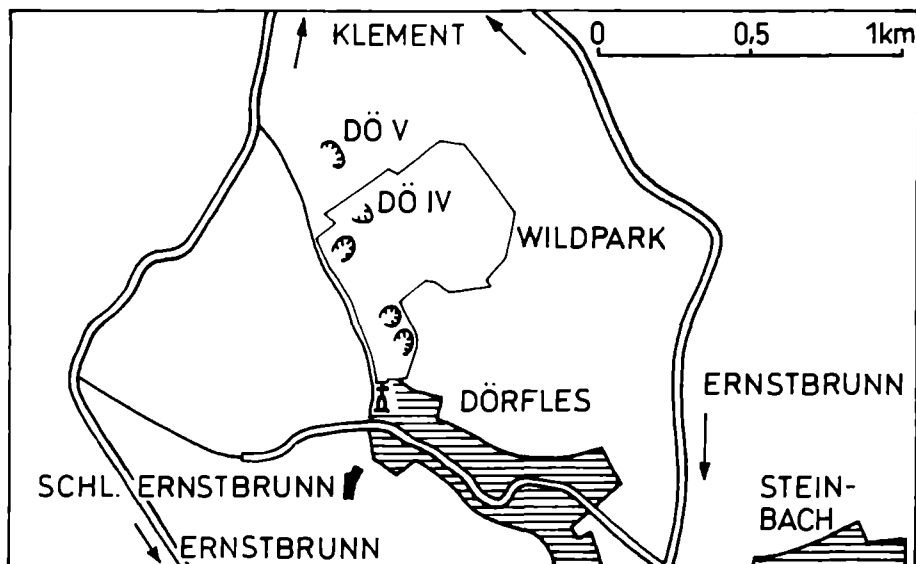 KLEMENT
0 0,5 1km
DÖ V
DÖ IV
WILDPARK
DÖRFLES
ERNSTBRUNN
SCHL. ERNSTBRUNN
STEIN-
BACH
ERNSTBRUNN